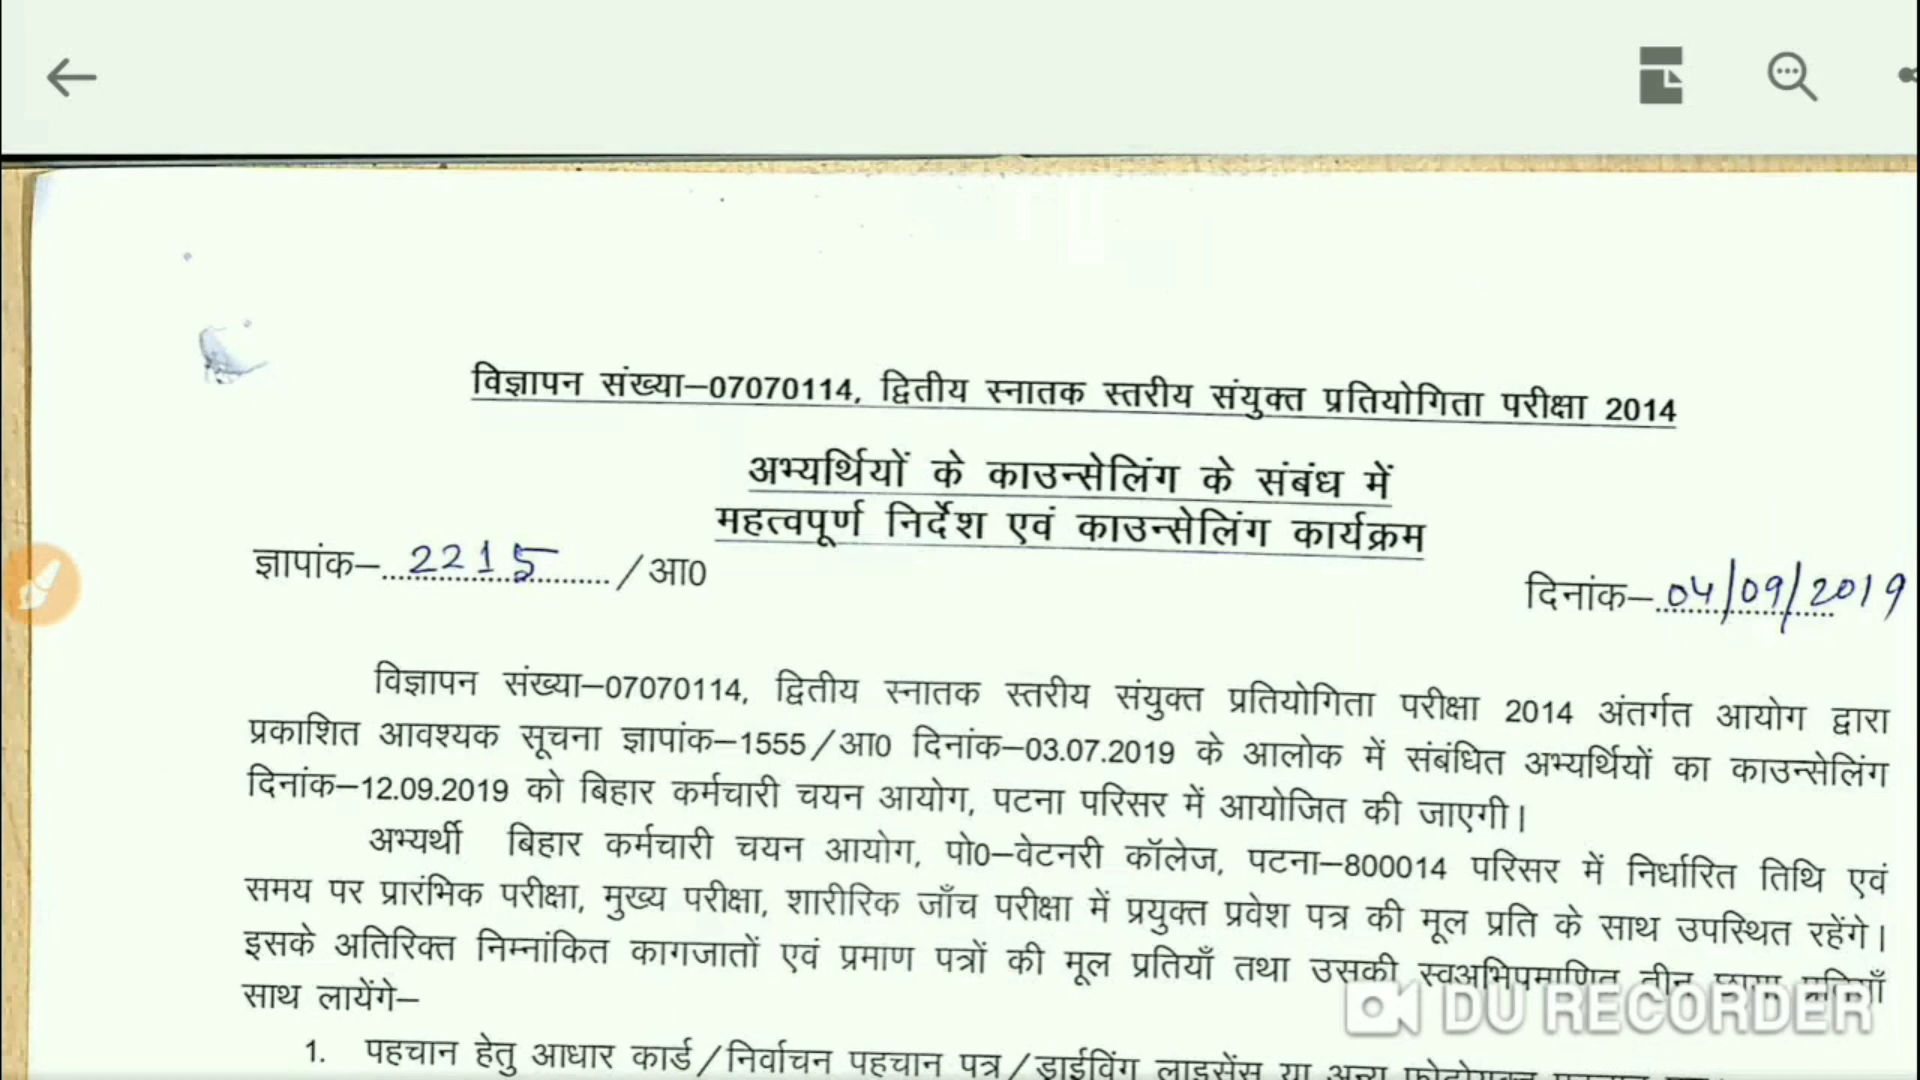 विज्ञापन संख्या–07070114, द्वितीय स्नातक स्तरीय संयुक्त प्रतियोगिता परीक्षा 2014
अभ्यर्थियों के काउन्सेलिंग के संबंध में
महत्वपूर्ण निर्देश एवं काउन्सेलिंग कार्यक्रम
ज्ञापांक–...2215.../आ0
दिनांक–04/09/2019
विज्ञापन संख्या–07070114, द्वितीय स्नातक स्तरीय संयुक्त प्रतियोगिता परीक्षा 2014 अंतर्गत आयोग द्वारा
प्रकाशित आवश्यक सूचना ज्ञापांक–1555/आ0 दिनांक–03.07.2019 के आलोक में संबंधित अभ्यर्थियों का काउन्सेलिंग
दिनांक–12.09.2019 को बिहार कर्मचारी चयन आयोग, पटना परिसर में आयोजित की जाएगी।
अभ्यर्थी बिहार कर्मचारी चयन आयोग, पो0–वेटनरी कॉलेज, पटना–800014 परिसर में निर्धारित तिथि एवं
समय पर प्रारंभिक परीक्षा, मुख्य परीक्षा, शारीरिक जाँच परीक्षा में प्रयुक्त प्रवेश पत्र की मूल प्रति के साथ उपस्थित रहेंगे।
इसके अतिरिक्त निम्नांकित कागजातों एवं प्रमाण पत्रों की मूल प्रतियाँ तथा उसकी स्वअभिप्रमाणित तीन छाया प्रतियाँ
साथ लायेंगे–
1. पहचान हेतु आधार कार्ड/निर्वाचन पहचान पत्र/ड्राईविंग लाइसेंस या अन्य
DU RECORDER